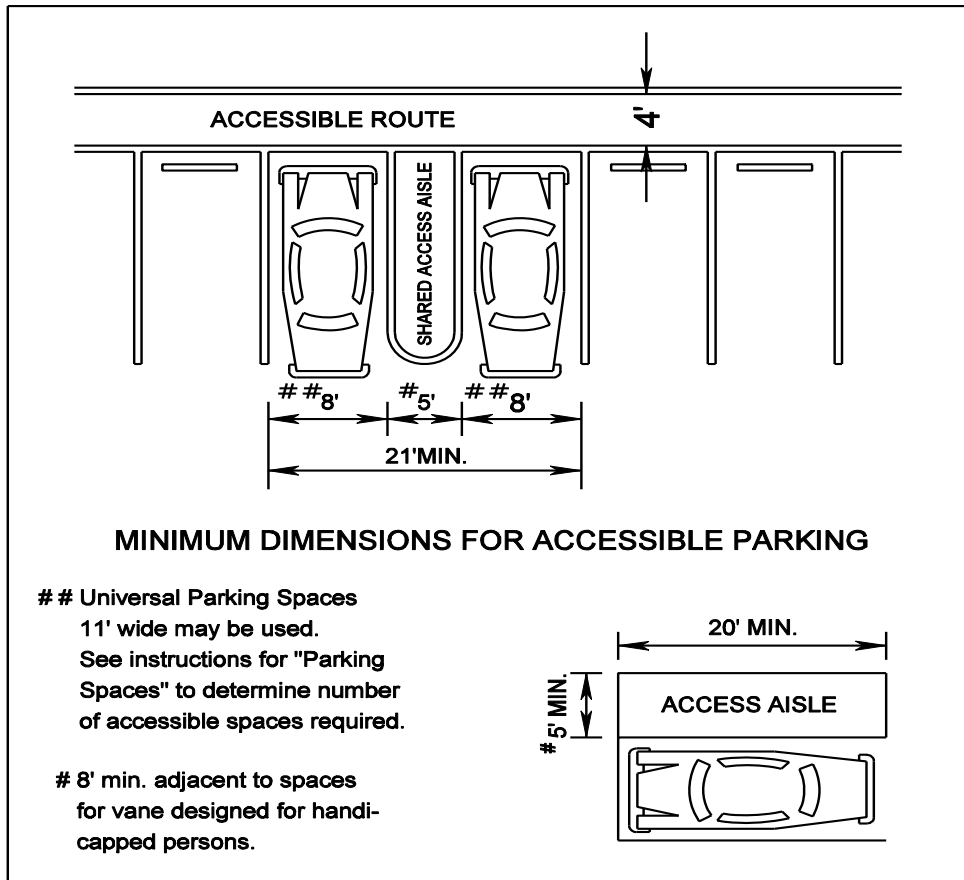 ACCESSIBLE ROUTE
4'
SHARED ACCESS AISLE
# # 8'
# 5'
# # 8'
21'MIN.
MINIMUM DIMENSIONS FOR ACCESSIBLE PARKING
# # Universal Parking Spaces
11' wide may be used.
See instructions for "Parking
Spaces" to determine number
of accessible spaces required.
# 8' min. adjacent to spaces
for vane designed for handi-
capped persons.
20' MIN.
# 5' MIN.
ACCESS AISLE